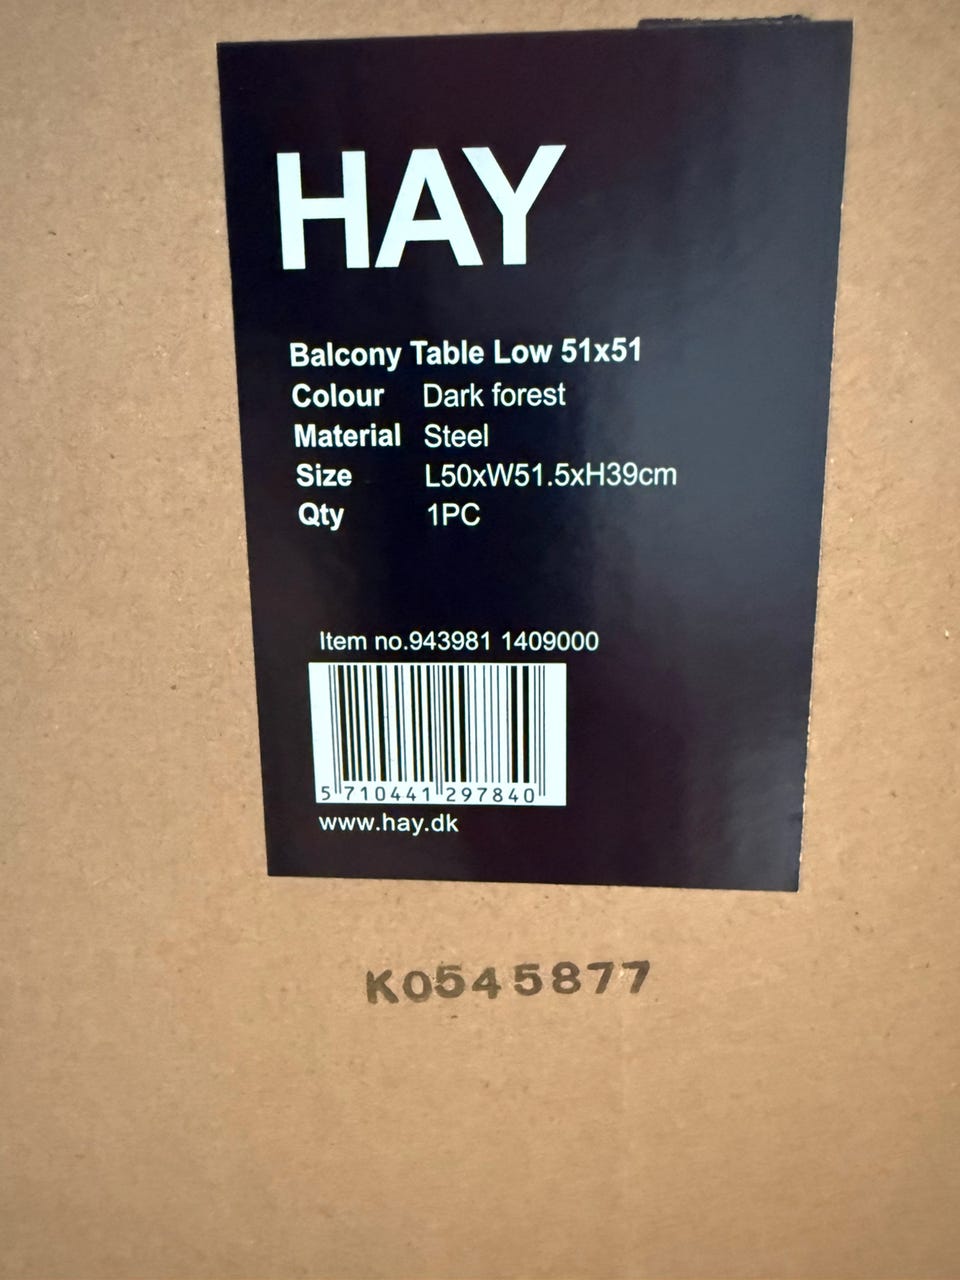 HAY
Balcony Table Low 51x51
Colour Dark forest
Material Steel
Size L50xW51.5xH39cm
Qty 1PC
Item no.943981 1409000
5 710441 297840
www.hay.dk
K0545877